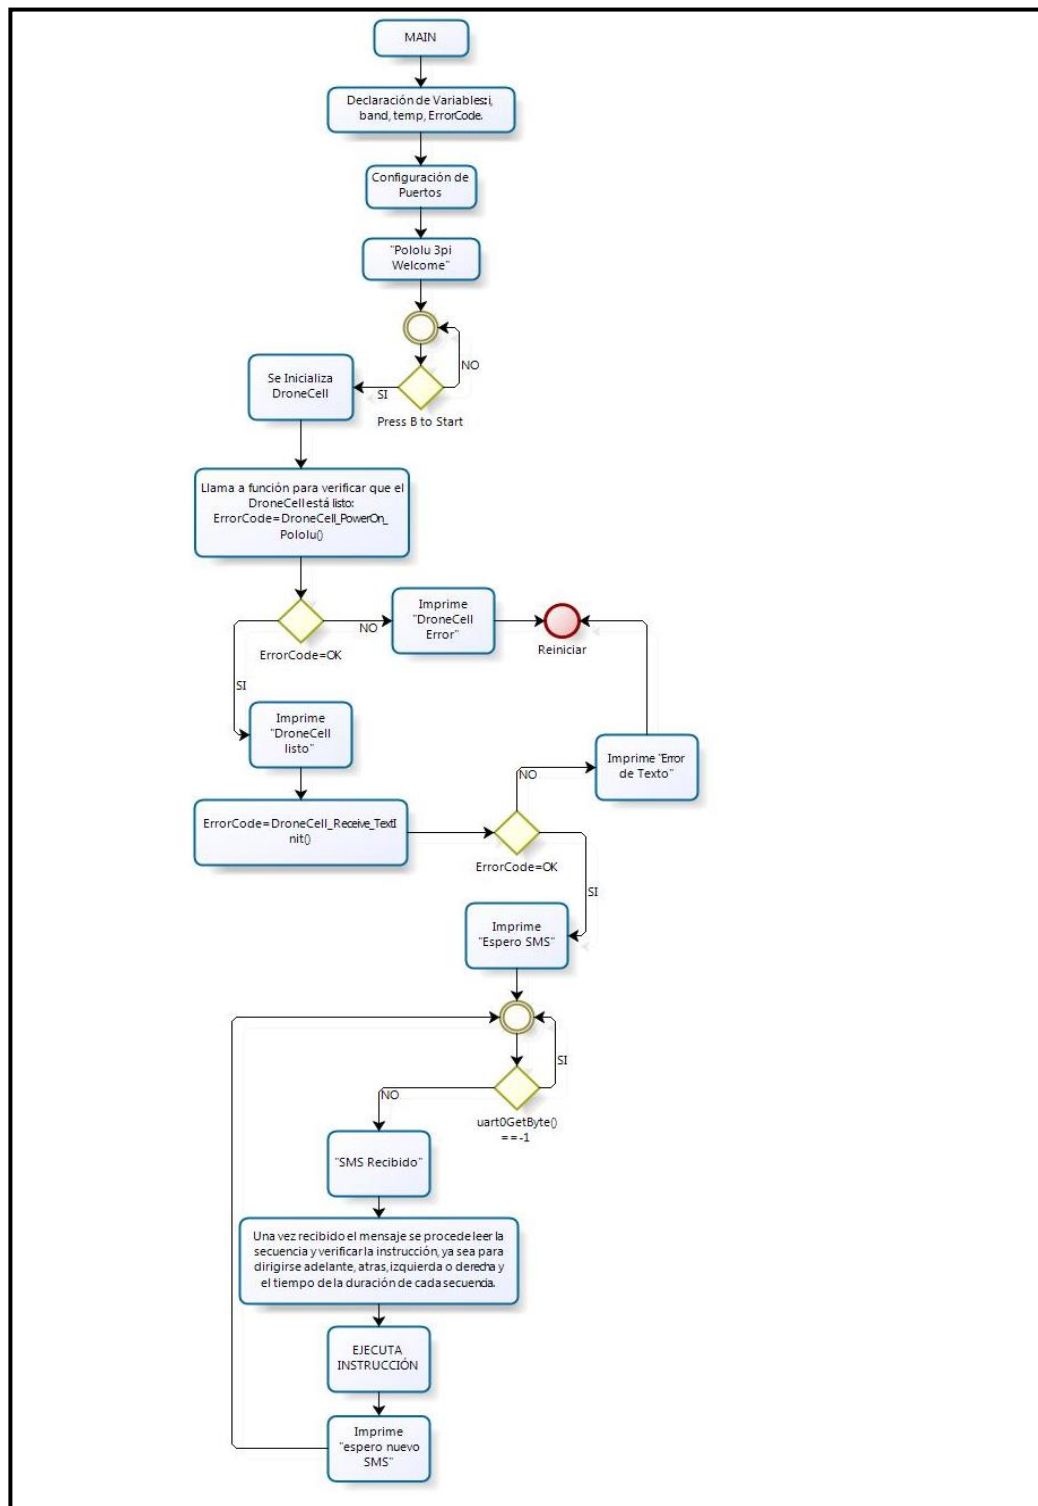 MAIN
Declaración de Variables:i,
band, temp, ErrorCode.
Configuración de
Puertos
"Pololu 3pi
Welcome"
NO
SI
Press B to Start
Se Inicializa
DroneCell
Llama a función para verificar que el
DroneCell está listo:
ErrorCode=DroneCell_PowerOn_
Pololu()
ErrorCode=OK
NO
Imprime
"DroneCell
Error"
Reiniciar
SI
Imprime
"DroneCell
listo"
ErrorCode=DroneCell_Receive_TextI
nit()
ErrorCode=OK
NO
Imprime "Error
de Texto"
SI
Imprime
"Espero SMS"
SI
NO
uart0GetByte()
==-1
"SMS Recibido"
Una vez recibido el mensaje se procede leer la
secuencia y verificar la instrucción, ya sea para
dirigirse adelante, atras, izquierda o derecha y
el tiempo de la duración de cada secuencia.
EJECUTA
INSTRUCCIÓN
Imprime
"espero nuevo
SMS"